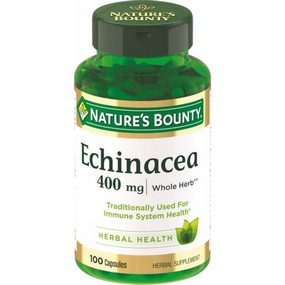 NATURE'S BOUNTY
NATURE'S BOUNTY®
Echinacea
400 mg | Whole Herb**
Traditionally Used For
Immune System Health*
HERBAL HEALTH
100 Capsules
HERBAL SUPPLEMENT